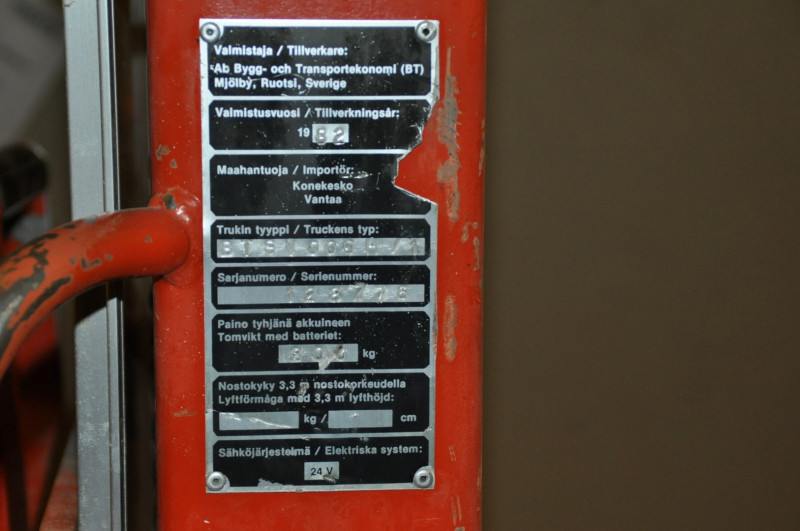 Valmistaja / Tillverkare:
Ab Bygg- och Transportekonomi (BT)
Mjölby, Ruotsi, Sverige
Valmistusvuosi / Tillverkningsår:
1982
Maahantuoja / Importör:
Konekesko
Vantaa
Trukin tyyppi / Truckens typ:
Sarjanumero / Serienummer:
Paino tyhjänä akkuineen
Tomvikt med batteriet:
kg
Nostokyky 3,3 m nostokorkeudella
Lyftförmåga med 3,3 m lyfthöjd:
kg / cm
Sähköjärjestelmä / Elektriska system:
24 V